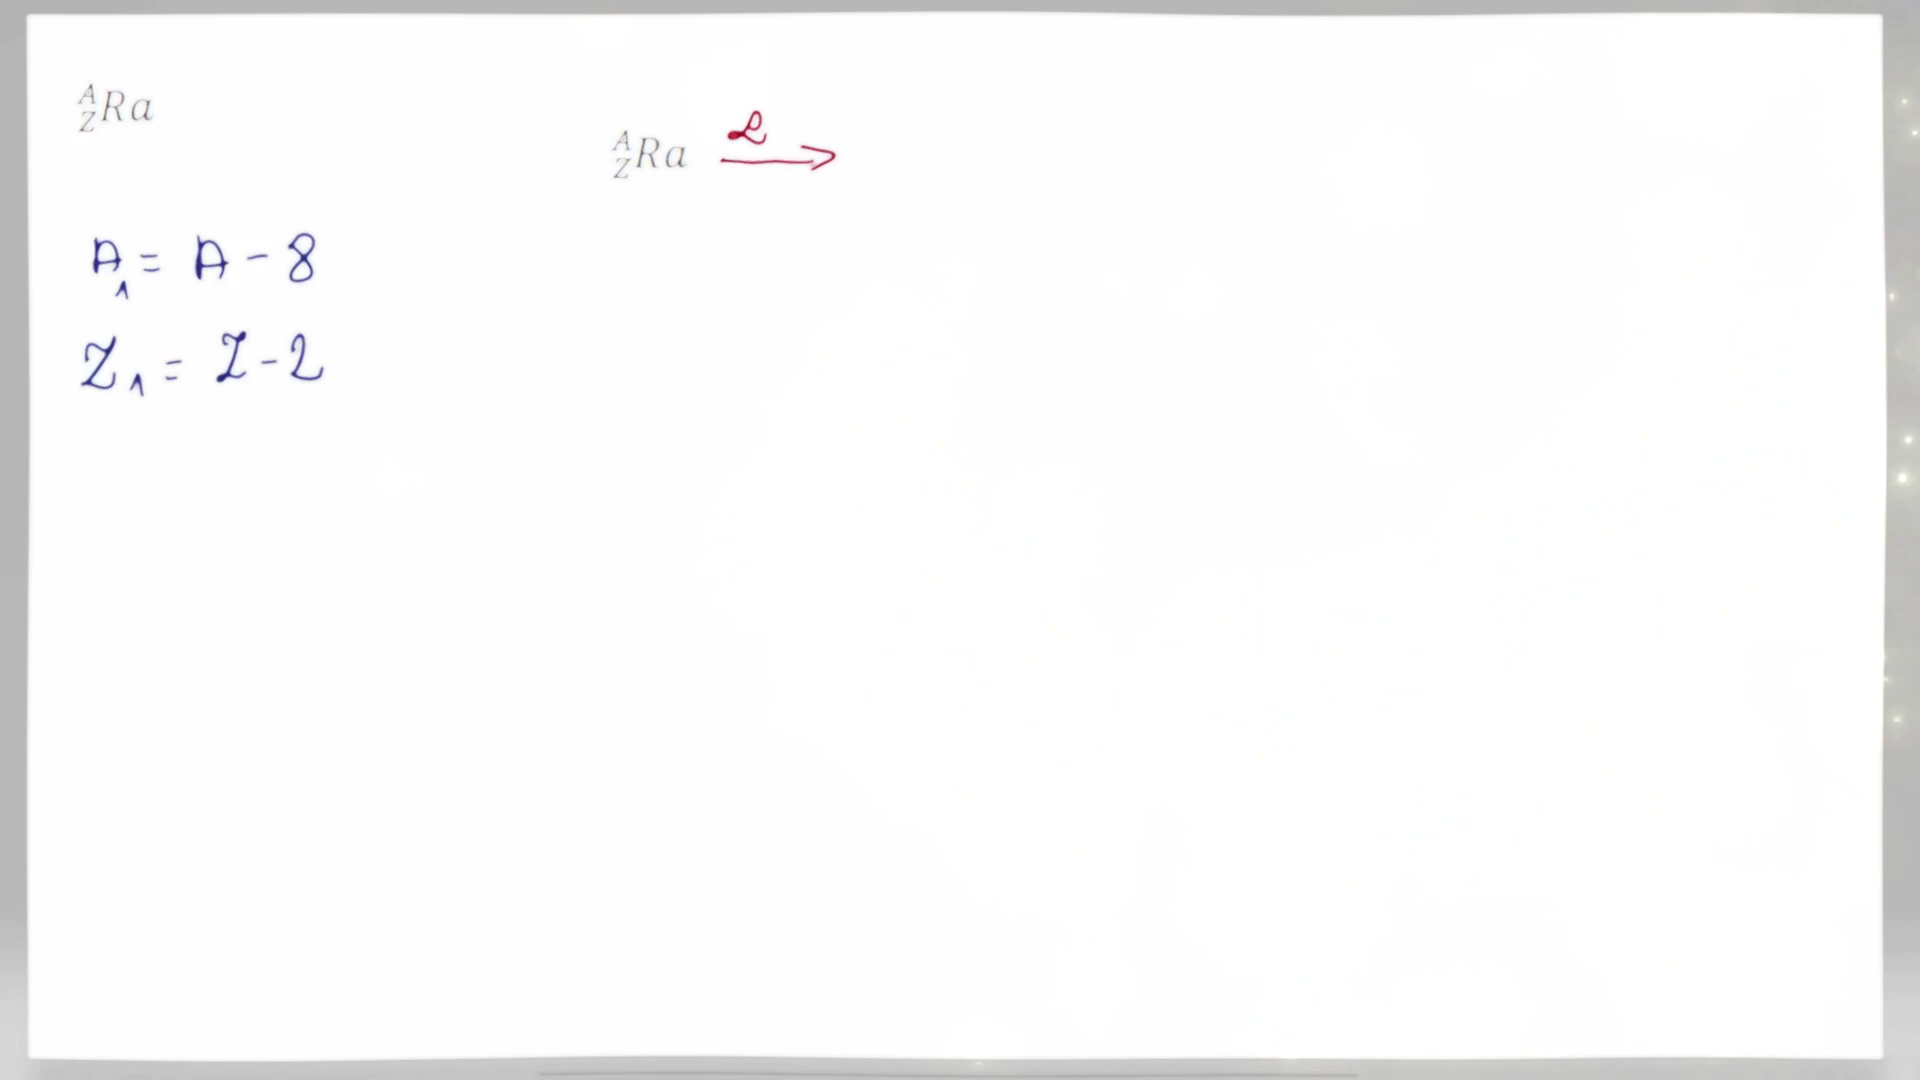 ᴬ_Z Ra
ᴬ_Z Ra α →
A₁ = A - 8
Z₁ = Z - 2